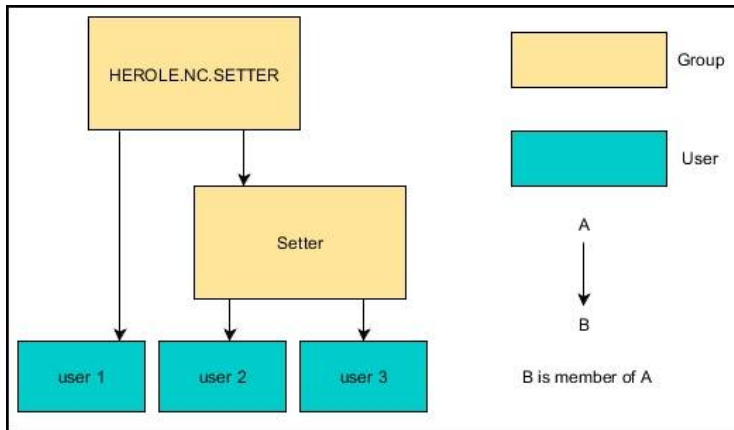 HEROLE.NC.SETTER
Group
User
Setter
A
B
user 1
user 2
user 3
B is member of A